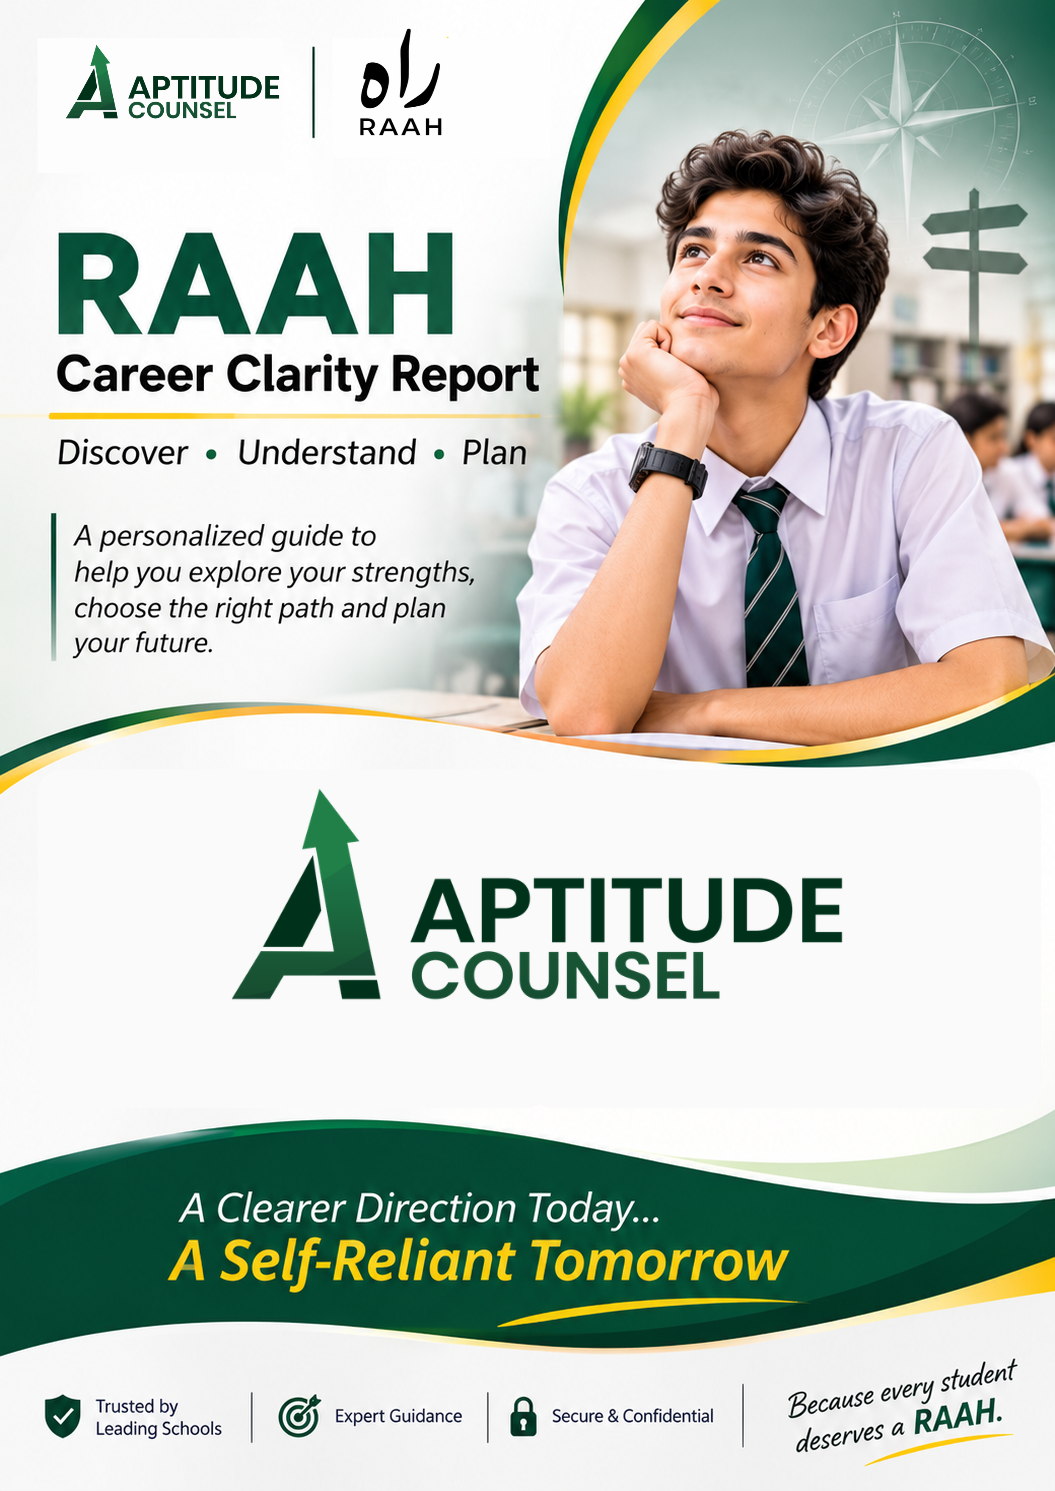 APTITUDE
COUNSEL
راه
RAAH
RAAH
Career Clarity Report
Discover • Understand • Plan
A personalized guide to
help you explore your strengths,
choose the right path and plan
your future.
APTITUDE
COUNSEL
A Clearer Direction Today...
A Self-Reliant Tomorrow
Trusted by
Leading Schools
Expert Guidance
Secure & Confidential
Because every student
deserves a RAAH.